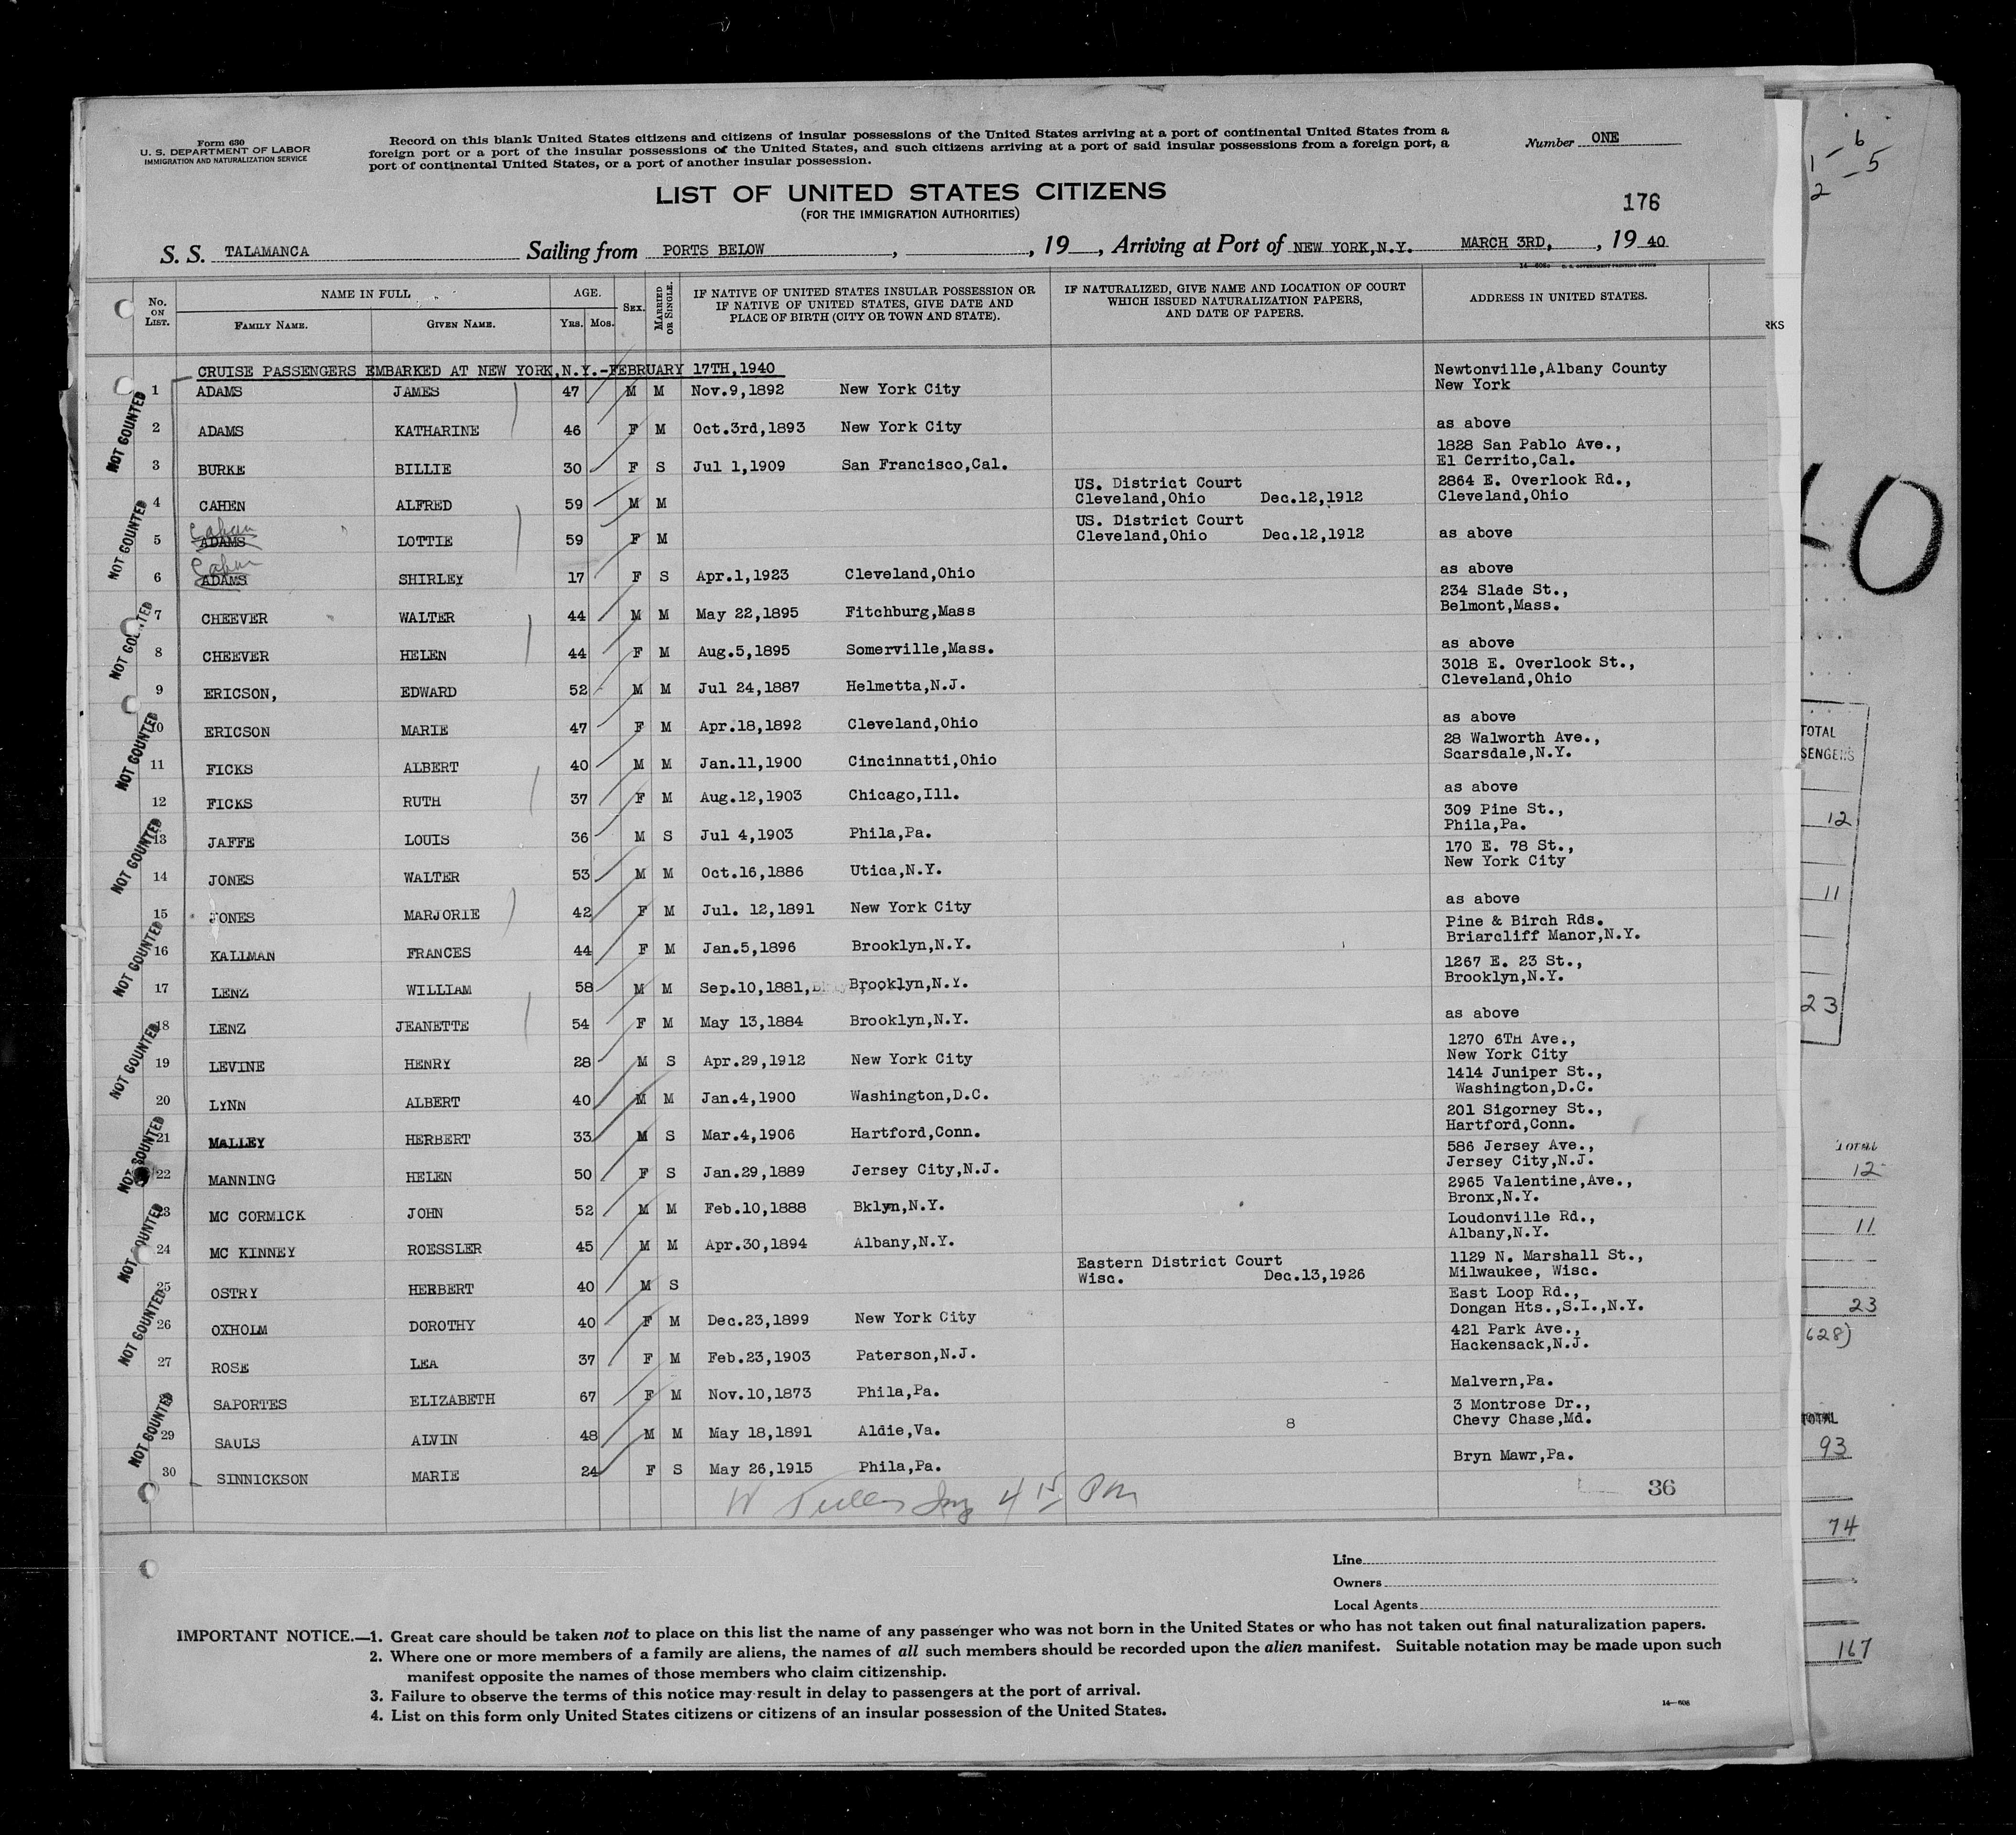 Form 630
U. S. DEPARTMENT OF LABOR
IMMIGRATION AND NATURALIZATION SERVICE
Record on this blank United States citizens and citizens of insular possessions of the United States arriving at a port of continental United States from a
foreign port or a port of the insular possessions of the United States, and such citizens arriving at a port of said insular possessions from a foreign port, a
port of continental United States, or a port of another insular possession.
Number ONE
LIST OF UNITED STATES CITIZENS
(FOR THE IMMIGRATION AUTHORITIES)
176
S. S. TALAMANCA Sailing from PORTS BELOW , , 19 , Arriving at Port of NEW YORK,N.Y. MARCH 3RD, , 19 40
No. ON LIST. NAME IN FULL FAMILY NAME. GIVEN NAME. AGE. YRS. MOS. SEX. MARRIED OR SINGLE. IF NATIVE OF UNITED STATES INSULAR POSSESSION OR IF NATIVE OF UNITED STATES, GIVE DATE AND PLACE OF BIRTH (CITY OR TOWN AND STATE). IF NATURALIZED, GIVE NAME AND LOCATION OF COURT WHICH ISSUED NATURALIZATION PAPERS, AND DATE OF PAPERS. ADDRESS IN UNITED STATES.
RKS
CRUISE PASSENGERS EMBARKED AT NEW YORK,N.Y.-FEBRUARY 17TH,1940
Newtonville,Albany County
1 ADAMS JAMES 47 M M Nov.9,1892 New York City New York
2 ADAMS KATHARINE 46 F M Oct.3rd,1893 New York City as above
1828 San Pablo Ave.,
3 BURKE BILLIE 30 F S Jul 1,1909 San Francisco,Cal. El Cerrito,Cal.
US. District Court 2864 E. Overlook Rd.,
4 CAHEN ALFRED 59 M M Cleveland,Ohio Dec.12,1912 Cleveland,Ohio
Cahen US. District Court
5 ADAMS LOTTIE 59 F M Cleveland,Ohio Dec.12,1912 as above
Cahen
6 ADAMS SHIRLEY 17 F S Apr.1,1923 Cleveland,Ohio as above
234 Slade St.,
7 CHEEVER WALTER 44 M M May 22,1895 Fitchburg,Mass Belmont,Mass.
8 CHEEVER HELEN 44 F M Aug.5,1895 Somerville,Mass. as above
3018 E. Overlook St.,
9 ERICSON, EDWARD 52 M M Jul 24,1887 Helmetta,N.J. Cleveland,Ohio
10 ERICSON MARIE 47 F M Apr.18,1892 Cleveland,Ohio as above
28 Walworth Ave.,
11 FICKS ALBERT 40 M M Jan.11,1900 Cincinnatti,Ohio Scarsdale,N.Y.
12 FICKS RUTH 37 F M Aug.12,1903 Chicago,Ill. as above
309 Pine St.,
13 JAFFE LOUIS 36 M S Jul 4,1903 Phila,Pa. Phila,Pa.
170 E. 78 St.,
14 JONES WALTER 53 M M Oct.16,1886 Utica,N.Y. New York City
15 JONES MARJORIE 42 F M Jul. 12,1891 New York City as above
Pine & Birch Rds.
16 KALLMAN FRANCES 44 F M Jan.5,1896 Brooklyn,N.Y. Briarcliff Manor,N.Y.
1267 E. 23 St.,
17 LENZ WILLIAM 58 M M Sep.10,1881, Brooklyn,N.Y. Brooklyn,N.Y.
18 LENZ JEANETTE 54 F M May 13,1884 Brooklyn,N.Y. as above
1270 6TH Ave.,
19 LEVINE HENRY 28 M S Apr.29,1912 New York City New York City
1414 Juniper St.,
20 LYNN ALBERT 40 M M Jan.4,1900 Washington,D.C. Washington,D.C.
201 Sigorney St.,
21 MALLEY HERBERT 33 M S Mar.4,1906 Hartford,Conn. Hartford,Conn.
586 Jersey Ave.,
22 MANNING HELEN 50 F S Jan.29,1889 Jersey City,N.J. Jersey City,N.J.
2965 Valentine,Ave.,
23 MC CORMICK JOHN 52 M M Feb.10,1888 Bklyn,N.Y. Bronx,N.Y.
Loudonville Rd.,
24 MC KINNEY ROESSLER 45 M M Apr.30,1894 Albany,N.Y. Albany,N.Y.
Eastern District Court 1129 N. Marshall St.,
25 OSTRY HERBERT 40 M S Wisc. Dec.13,1926 Milwaukee, Wisc.
East Loop Rd.,
26 OXHOLM DOROTHY 40 F M Dec.23,1899 New York City Dongan Hts.,S.I.,N.Y.
421 Park Ave.,
27 ROSE LEA 37 F M Feb.23,1903 Paterson,N.J. Hackensack,N.J.
SAPORTES ELIZABETH 67 F M Nov.10,1873 Phila,Pa. Malvern,Pa.
3 Montrose Dr.,
29 SAULS ALVIN 48 M M May 18,1891 Aldie,Va. 8 Chevy Chase,Md.
30 SINNICKSON MARIE 24 F S May 26,1915 Phila,Pa. Bryn Mawr,Pa.
36
4 15 PM
NOT COUNTED
NOT COUNTED
NOT COUNTED
NOT COUNTED
NOT COUNTED
NOT COUNTED
NOT COUNTED
NOT COUNTED
NOT COUNTED
NOT COUNTED
NOT COUNTED
Line
Owners
Local Agents
IMPORTANT NOTICE.—1. Great care should be taken not to place on this list the name of any passenger who was not born in the United States or who has not taken out final naturalization papers.
2. Where one or more members of a family are aliens, the names of all such members should be recorded upon the alien manifest. Suitable notation may be made upon such
manifest opposite the names of those members who claim citizenship.
3. Failure to observe the terms of this notice may result in delay to passengers at the port of arrival.
4. List on this form only United States citizens or citizens of an insular possession of the United States.
14—608
1 – 6
2 – 5
TOTAL
SENGERS
12
11
23
TOTAL
12
11
23
628)
TOTAL
93
74
167